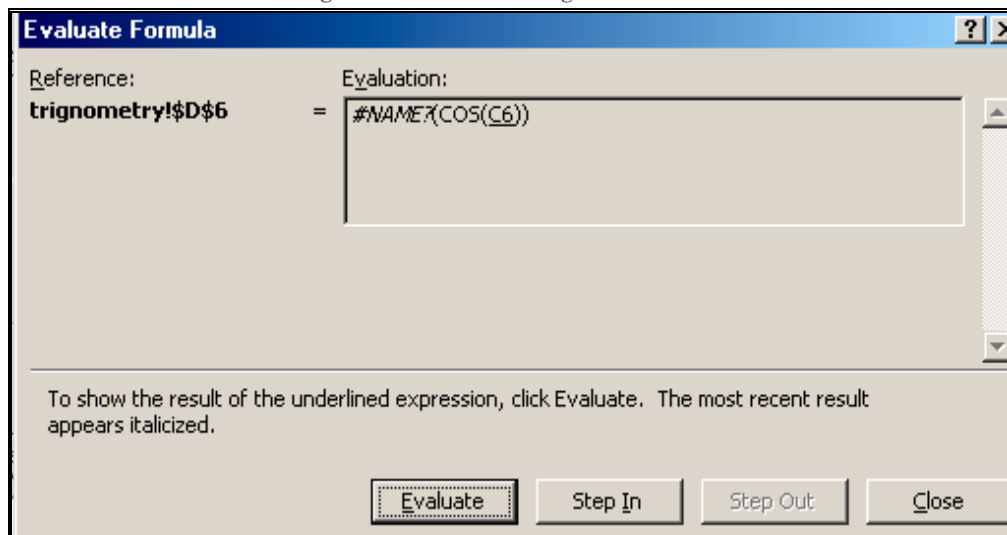 Evaluate Formula
Reference:
Evaluation:
trignometry!$D$6 = #NAME?(COS(C6))
To show the result of the underlined expression, click Evaluate. The most recent result
appears italicized.
Evaluate Step In Step Out Close